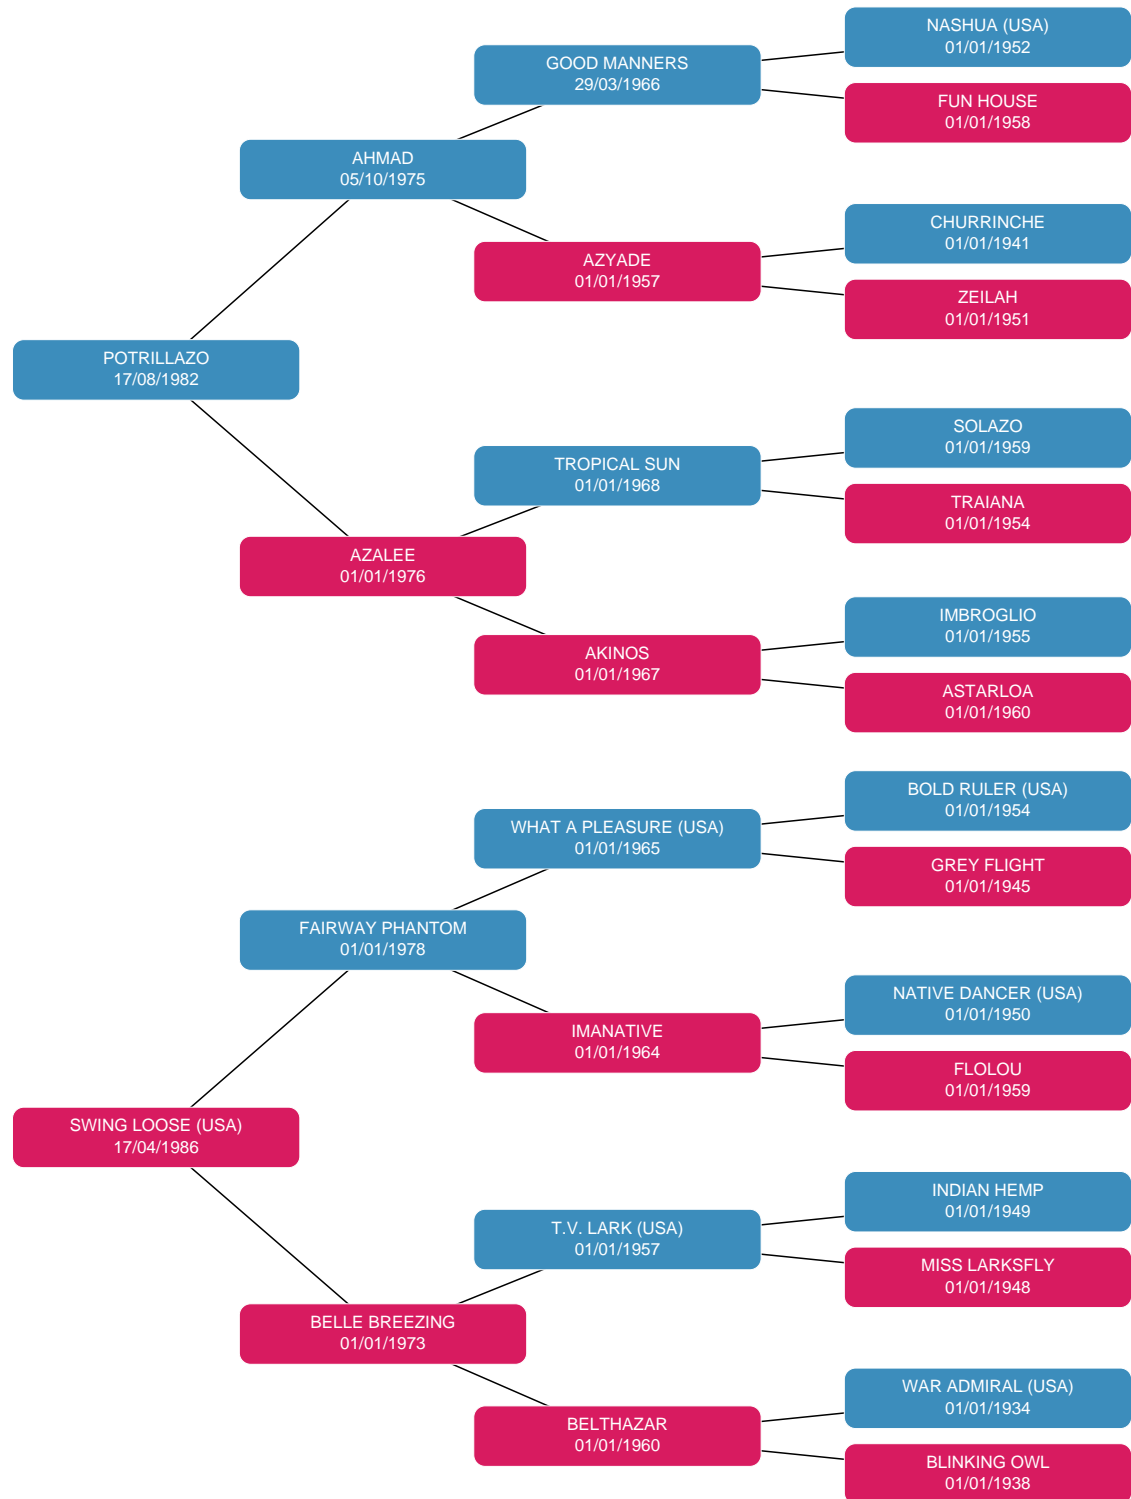 NASHUA (USA)
01/01/1952
GOOD MANNERS
29/03/1966
FUN HOUSE
01/01/1958
AHMAD
05/10/1975
CHURRINCHE
01/01/1941
AZYADE
01/01/1957
ZEILAH
01/01/1951
POTRILLAZO
17/08/1982
SOLAZO
01/01/1959
TROPICAL SUN
01/01/1968
TRAIANA
01/01/1954
AZALEE
01/01/1976
IMBROGLIO
01/01/1955
AKINOS
01/01/1967
ASTARLOA
01/01/1960
BOLD RULER (USA)
01/01/1954
WHAT A PLEASURE (USA)
01/01/1965
GREY FLIGHT
01/01/1945
FAIRWAY PHANTOM
01/01/1978
NATIVE DANCER (USA)
01/01/1950
IMANATIVE
01/01/1964
FLOLOU
01/01/1959
SWING LOOSE (USA)
17/04/1986
INDIAN HEMP
01/01/1949
T.V. LARK (USA)
01/01/1957
MISS LARKSFLY
01/01/1948
BELLE BREEZING
01/01/1973
WAR ADMIRAL (USA)
01/01/1934
BELTHAZAR
01/01/1960
BLINKING OWL
01/01/1938